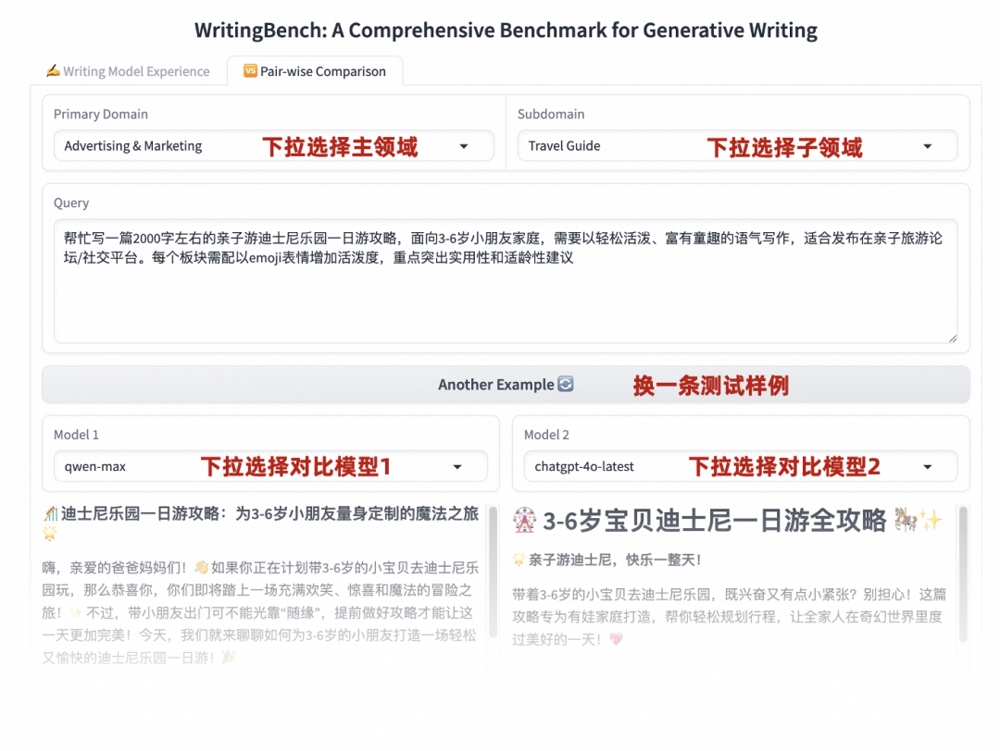 WritingBench: A Comprehensive Benchmark for Generative Writing
✍️ Writing Model Experience
🆚 Pair-wise Comparison
Primary Domain
Subdomain
Advertising & Marketing
下拉选择主领域
Travel Guide
下拉选择子领域
Query
帮忙写一篇2000字左右的亲子游迪士尼乐园一日游攻略，面向3-6岁小朋友家庭，需要以轻松活泼、富有童趣的语气写作，适合发布在亲子旅游论
坛/社交平台。每个板块需配以emoji表情增加活泼度，重点突出实用性和适龄性建议
Another Example🔄
换一条测试样例
Model 1
Model 2
qwen-max
下拉选择对比模型1
chatgpt-4o-latest
下拉选择对比模型2
🎢迪士尼乐园一日游攻略：为3-6岁小朋友量身定制的魔法之旅
🌟
嗨，亲爱的爸爸妈妈们！👋如果你正在计划带3-6岁的小宝贝去迪士尼乐
园玩，那么恭喜你，你们即将踏上一场充满欢笑、惊喜和魔法的冒险之
旅！✨不过，带小朋友出门可不能光靠“随缘”，提前做好攻略才能让这
一天更加完美！今天，我们就来聊聊如何为3-6岁的小朋友打造一场轻松
又愉快的迪士尼乐园一日游！🎉
🎡 3-6岁宝贝迪士尼一日游全攻略 🎠✨
🌟 亲子游迪士尼，快乐一整天！
带着3-6岁的小宝贝去迪士尼乐园，既兴奋又有点小紧张？别担心！这篇
攻略专为有娃家庭打造，帮你轻松规划行程，让全家人在奇幻世界里度
过美好的一天！💖